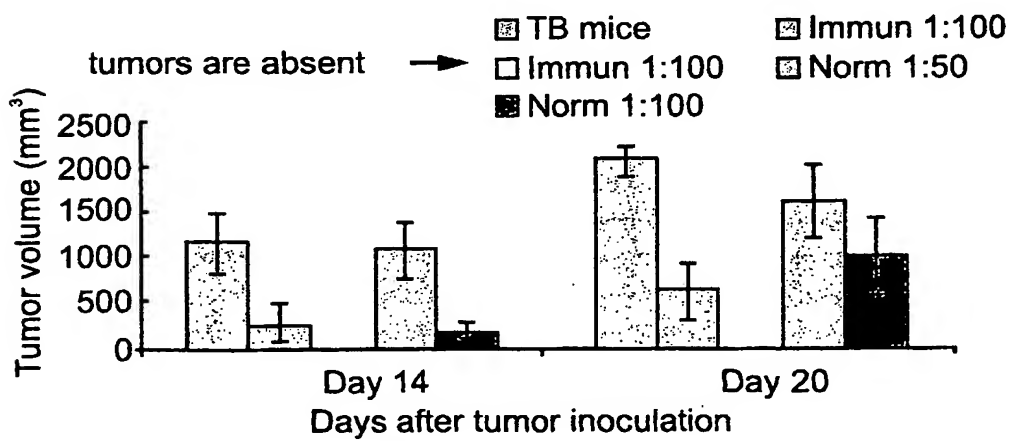 TB mice Immun 1:100
tumors are absent Immun 1:100 Norm 1:50
Norm 1:100
Tumor volume (mm³)
2500
2000
1500
1000
500
0
Day 14 Day 20
Days after tumor inoculation